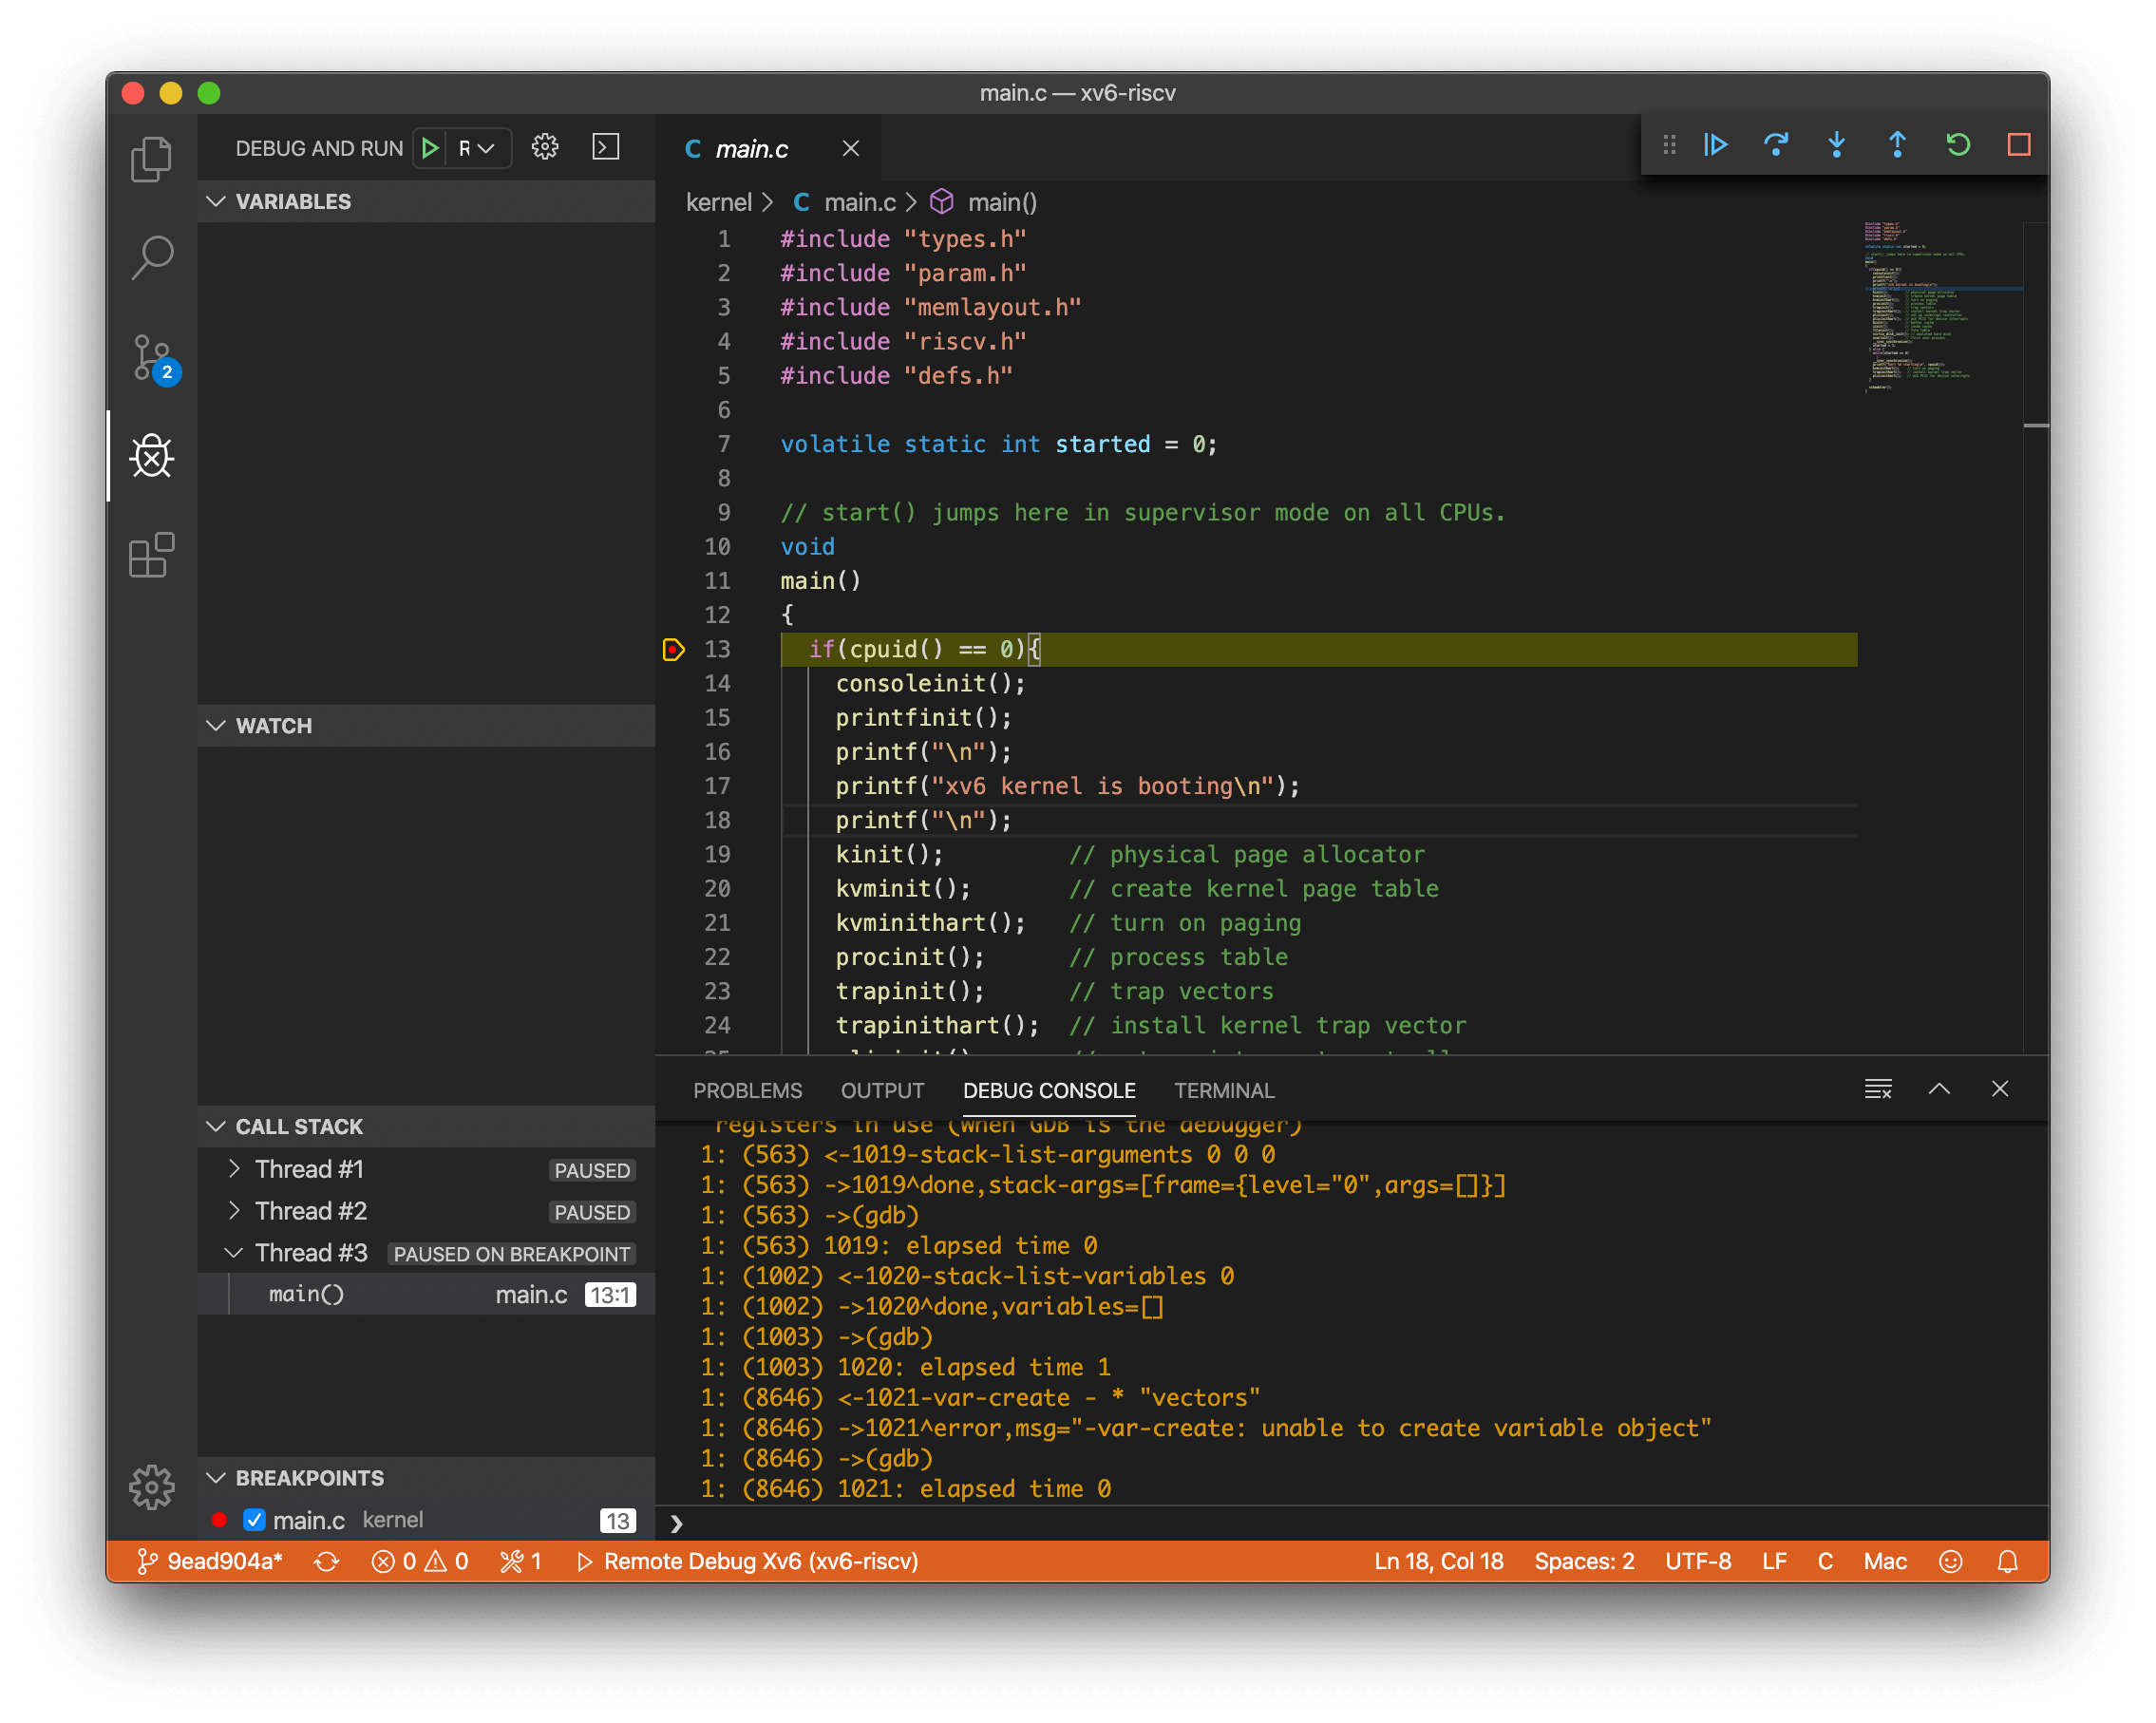 main.c — xv6-riscv
DEBUG AND RUN R
VARIABLES
WATCH
CALL STACK
Thread #1 PAUSED
Thread #2 PAUSED
Thread #3 PAUSED ON BREAKPOINT
main() main.c 13:1
BREAKPOINTS
main.c kernel 13
2
C main.c
kernel > C main.c > main()
1 #include "types.h"
2 #include "param.h"
3 #include "memlayout.h"
4 #include "riscv.h"
5 #include "defs.h"
6
7 volatile static int started = 0;
8
9 // start() jumps here in supervisor mode on all CPUs.
10 void
11 main()
12 {
13 if(cpuid() == 0){
14 consoleinit();
15 printfinit();
16 printf("\n");
17 printf("xv6 kernel is booting\n");
18 printf("\n");
19 kinit(); // physical page allocator
20 kvminit(); // create kernel page table
21 kvminithart(); // turn on paging
22 procinit(); // process table
23 trapinit(); // trap vectors
24 trapinithart(); // install kernel trap vector
PROBLEMS OUTPUT DEBUG CONSOLE TERMINAL
registers in use (when GDB is the debugger)
1: (563) <-1019-stack-list-arguments 0 0 0
1: (563) ->1019^done,stack-args=[frame={level="0",args=[]}]
1: (563) ->(gdb)
1: (563) 1019: elapsed time 0
1: (1002) <-1020-stack-list-variables 0
1: (1002) ->1020^done,variables=[]
1: (1003) ->(gdb)
1: (1003) 1020: elapsed time 1
1: (8646) <-1021-var-create - * "vectors"
1: (8646) ->1021^error,msg="-var-create: unable to create variable object"
1: (8646) ->(gdb)
1: (8646) 1021: elapsed time 0
9ead904a* 0 0 1 Remote Debug Xv6 (xv6-riscv) Ln 18, Col 18 Spaces: 2 UTF-8 LF C Mac